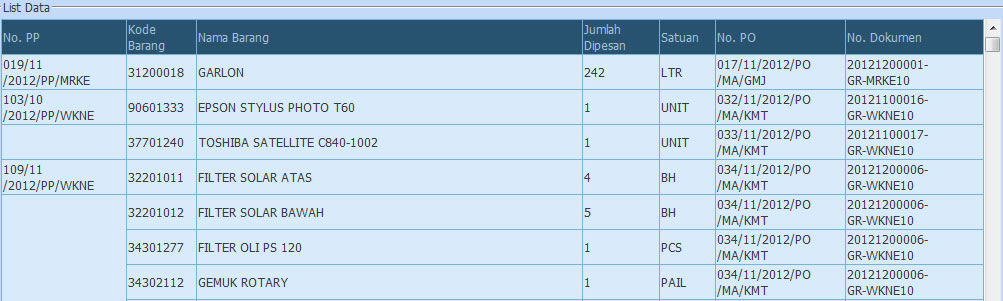 List Data
No. PP Kode Barang Nama Barang Jumlah Dipesan Satuan No. PO No. Dokumen
019/11 /2012/PP/MRKE 31200018 GARLON 242 LTR 017/11/2012/PO /MA/GMJ 20121200001- GR-MRKE10
103/10 /2012/PP/WKNE 90601333 EPSON STYLUS PHOTO T60 1 UNIT 032/11/2012/PO /MA/KMT 20121100016- GR-WKNE10
37701240 TOSHIBA SATELLITE C840-1002 1 UNIT 033/11/2012/PO /MA/KMT 20121100017- GR-WKNE10
109/11 /2012/PP/WKNE 32201011 FILTER SOLAR ATAS 4 BH 034/11/2012/PO /MA/KMT 20121200006- GR-WKNE10
32201012 FILTER SOLAR BAWAH 5 BH 034/11/2012/PO /MA/KMT 20121200006- GR-WKNE10
34301277 FILTER OLI PS 120 1 PCS 034/11/2012/PO /MA/KMT 20121200006- GR-WKNE10
34302112 GEMUK ROTARY 1 PAIL 034/11/2012/PO /MA/KMT 20121200006- GR-WKNE10